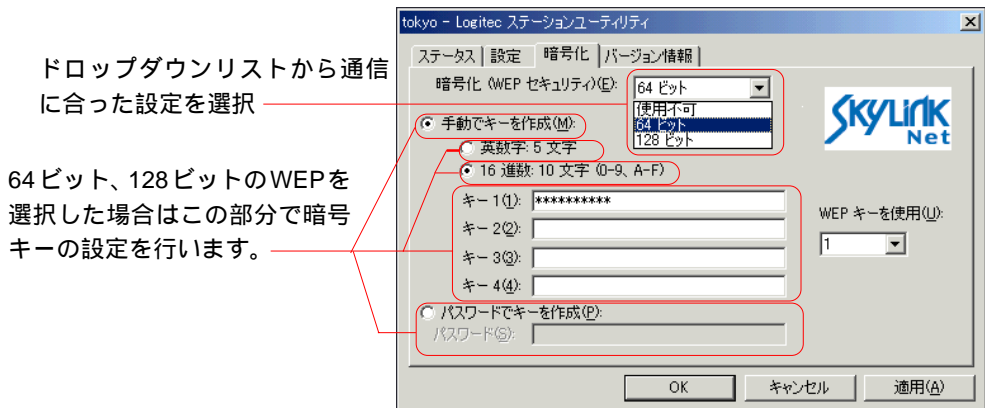 tokyo - Logitec ステーションユーティリティ
ステータス 設定 暗号化 バージョン情報
ドロップダウンリストから通信
に合った設定を選択
暗号化 (WEP セキュリティ)(E): 64 ビット
使用不可
64 ビット
128 ビット
SKYLiNK
Net
手動でキーを作成(M):
英数字: 5 文字
16 進数: 10 文字 (0-9、A-F)
64ビット、128ビットのWEPを
選択した場合はこの部分で暗号
キーの設定を行います。
キー 1(1): **********
キー 2(2):
キー 3(3):
キー 4(4):
WEP キーを使用(U):
1
パスワードでキーを作成(P):
パスワード(S):
OK キャンセル 適用(A)